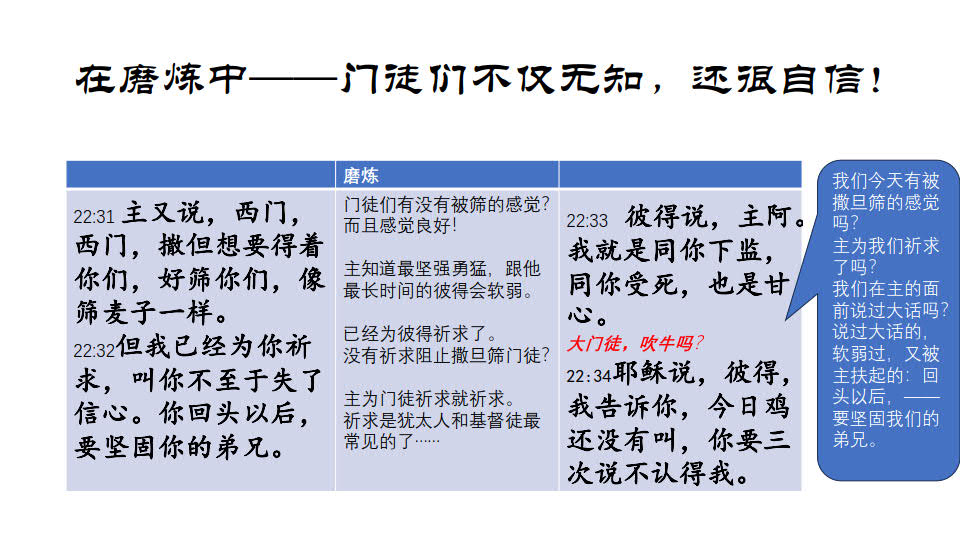 在磨炼中——门徒们不仅无知，还很自信！
磨炼
22:31 主又说，西门，
西门，撒但想要得着
你们，好筛你们，像
筛麦子一样。
22:32但我已经为你祈
求，叫你不至于失了
信心。你回头以后，
要坚固你的弟兄。
门徒们有没有被筛的感觉？
而且感觉良好！
主知道最坚强勇猛，跟他
最长时间的彼得会软弱。
已经为彼得祈求了。
没有祈求阻止撒旦筛门徒？
主为门徒祈求就祈求。
祈求是犹太人和基督徒最
常见的了……
22:33 彼得说，主阿。
我就是同你下监，
同你受死，也是甘
心。
大门徒，吹牛吗？
22:34耶稣说，彼得，
我告诉你，今日鸡
还没有叫，你要三
次说不认得我。
我们今天有被
撒旦筛的感觉
吗？
主为我们祈求
了吗？
我们在主的面
前说过大话吗？
说过大话的，
软弱过，又被
主扶起的：回
头以后，——
要坚固我们的
弟兄。